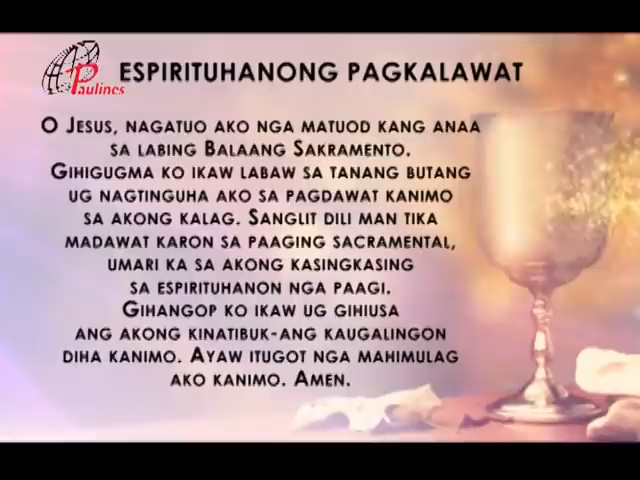 Paulines
ESPIRITUHANONG PAGKALAWAT
O JESUS, NAGATUO AKO NGA MATUOD KANG ANAA
SA LABING BALAANG SAKRAMENTO.
GIHIGUGMA KO IKAW LABAW SA TANANG BUTANG
UG NAGTINGUHA AKO SA PAGDAWAT KANIMO
SA AKONG KALAG. SANGLIT DILI MAN TIKA
MADAWAT KARON SA PAAGING SACRAMENTAL,
UMARI KA SA AKONG KASINGKASING
SA ESPIRITUHANON NGA PAAGI.
GIHANGOP KO IKAW UG GIHIUSA
ANG AKONG KINATIBUK-ANG KAUGALINGON
DIHA KANIMO. AYAW ITUGOT NGA MAHIMULAG
AKO KANIMO. AMEN.